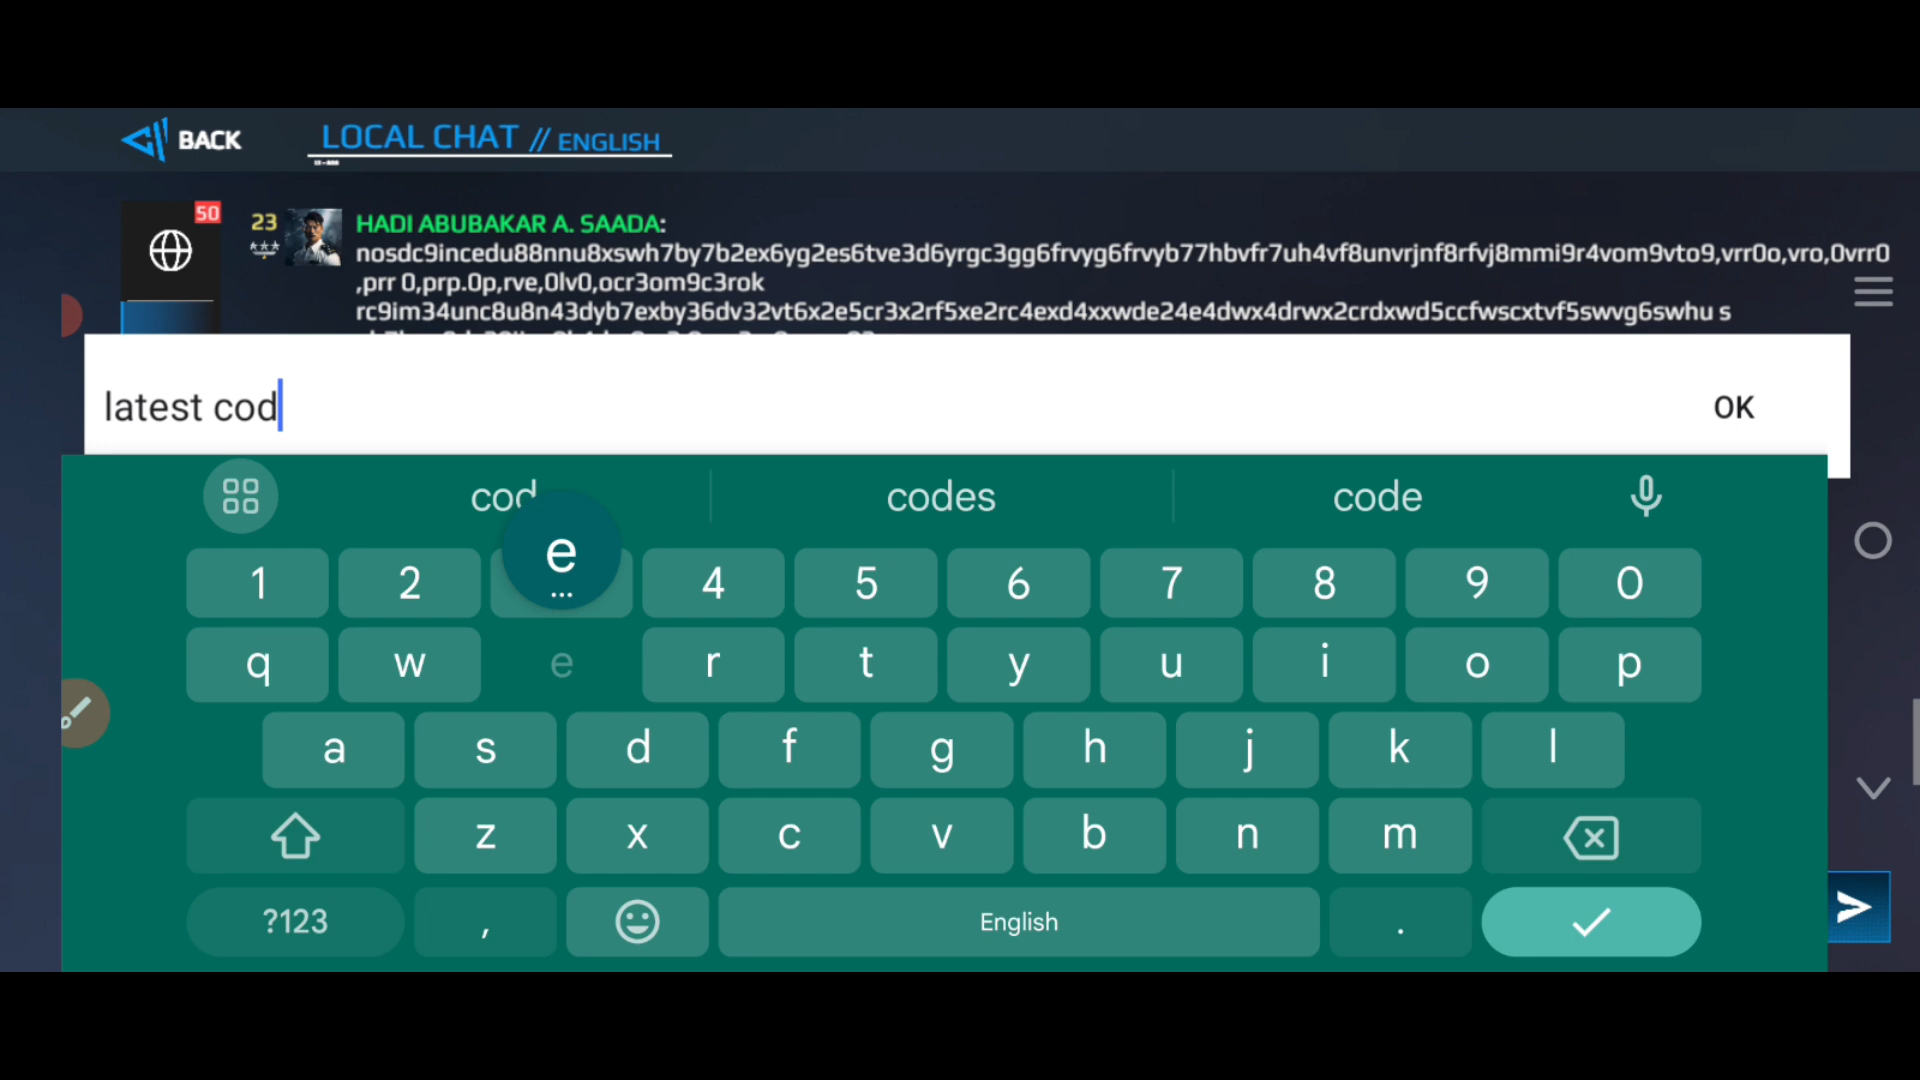 BACK
LOCAL CHAT // ENGLISH
50
23
HADI ABUBAKAR A. SAADA:
nosdc9incedu88nnu8xswh7by7b2ex6yg2es6tve3d6yrgc3gg6frvyg6frvyb77hbvfr7uh4vf8unvrjnf8rfvj8mmi9r4vom9vto9,vrr0o,vro,0vrr0
,prr 0,prp.0p,rve,0lv0,ocr3om9c3rok
rc9im34unc8u8n43dyb7exby36dv32vt6x2e5cr3x2rf5xe2rc4exd4xxwde24e4dwx4drwx2crdxwd5ccfwscxtvf5swvg6swhu s
latest cod
OK
cod codes code
e
...
1 2 4 5 6 7 8 9 0
q w e r t y u i o p
a s d f g h j k l
z x c v b n m
?123 , English .